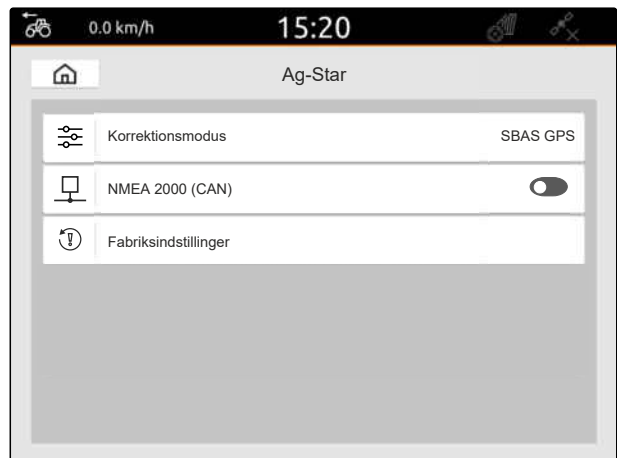 0.0 km/h 15:20
Ag-Star
Korrektionsmodus SBAS GPS
NMEA 2000 (CAN)
Fabriksindstillinger